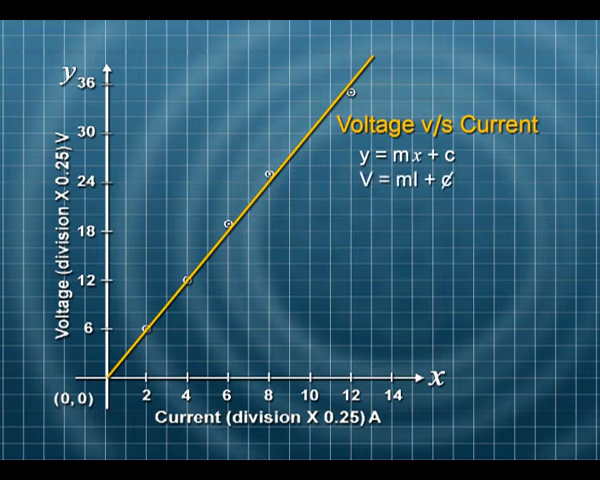 y
36
30
24
18
12
6
Voltage (division X 0.25) V
Voltage v/s Current
y = mx + c
V = mI + c̸
x
(0,0)
2 4 6 8 10 12 14
Current (division X 0.25) A